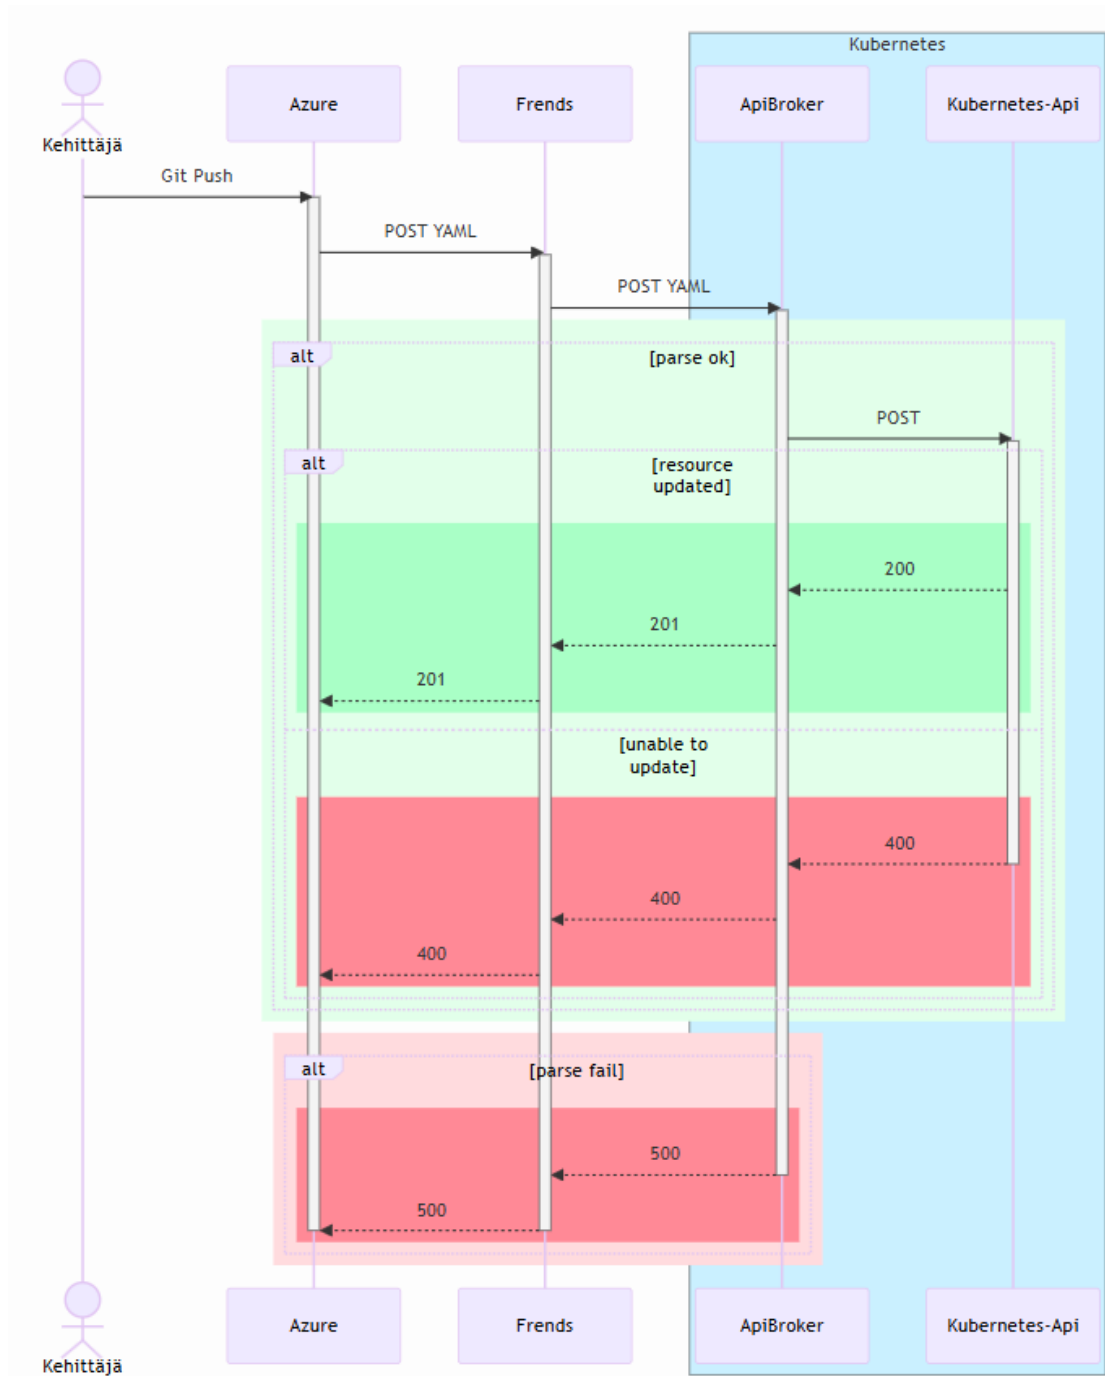 Kubernetes
Kehittäjä
Azure
Frends
ApiBroker
Kubernetes-Api
Git Push
POST YAML
POST YAML
alt
[parse ok]
POST
alt
[resource
updated]
200
201
201
[unable to
update]
400
400
400
alt
[parse fail]
500
500
Kehittäjä
Azure
Frends
ApiBroker
Kubernetes-Api